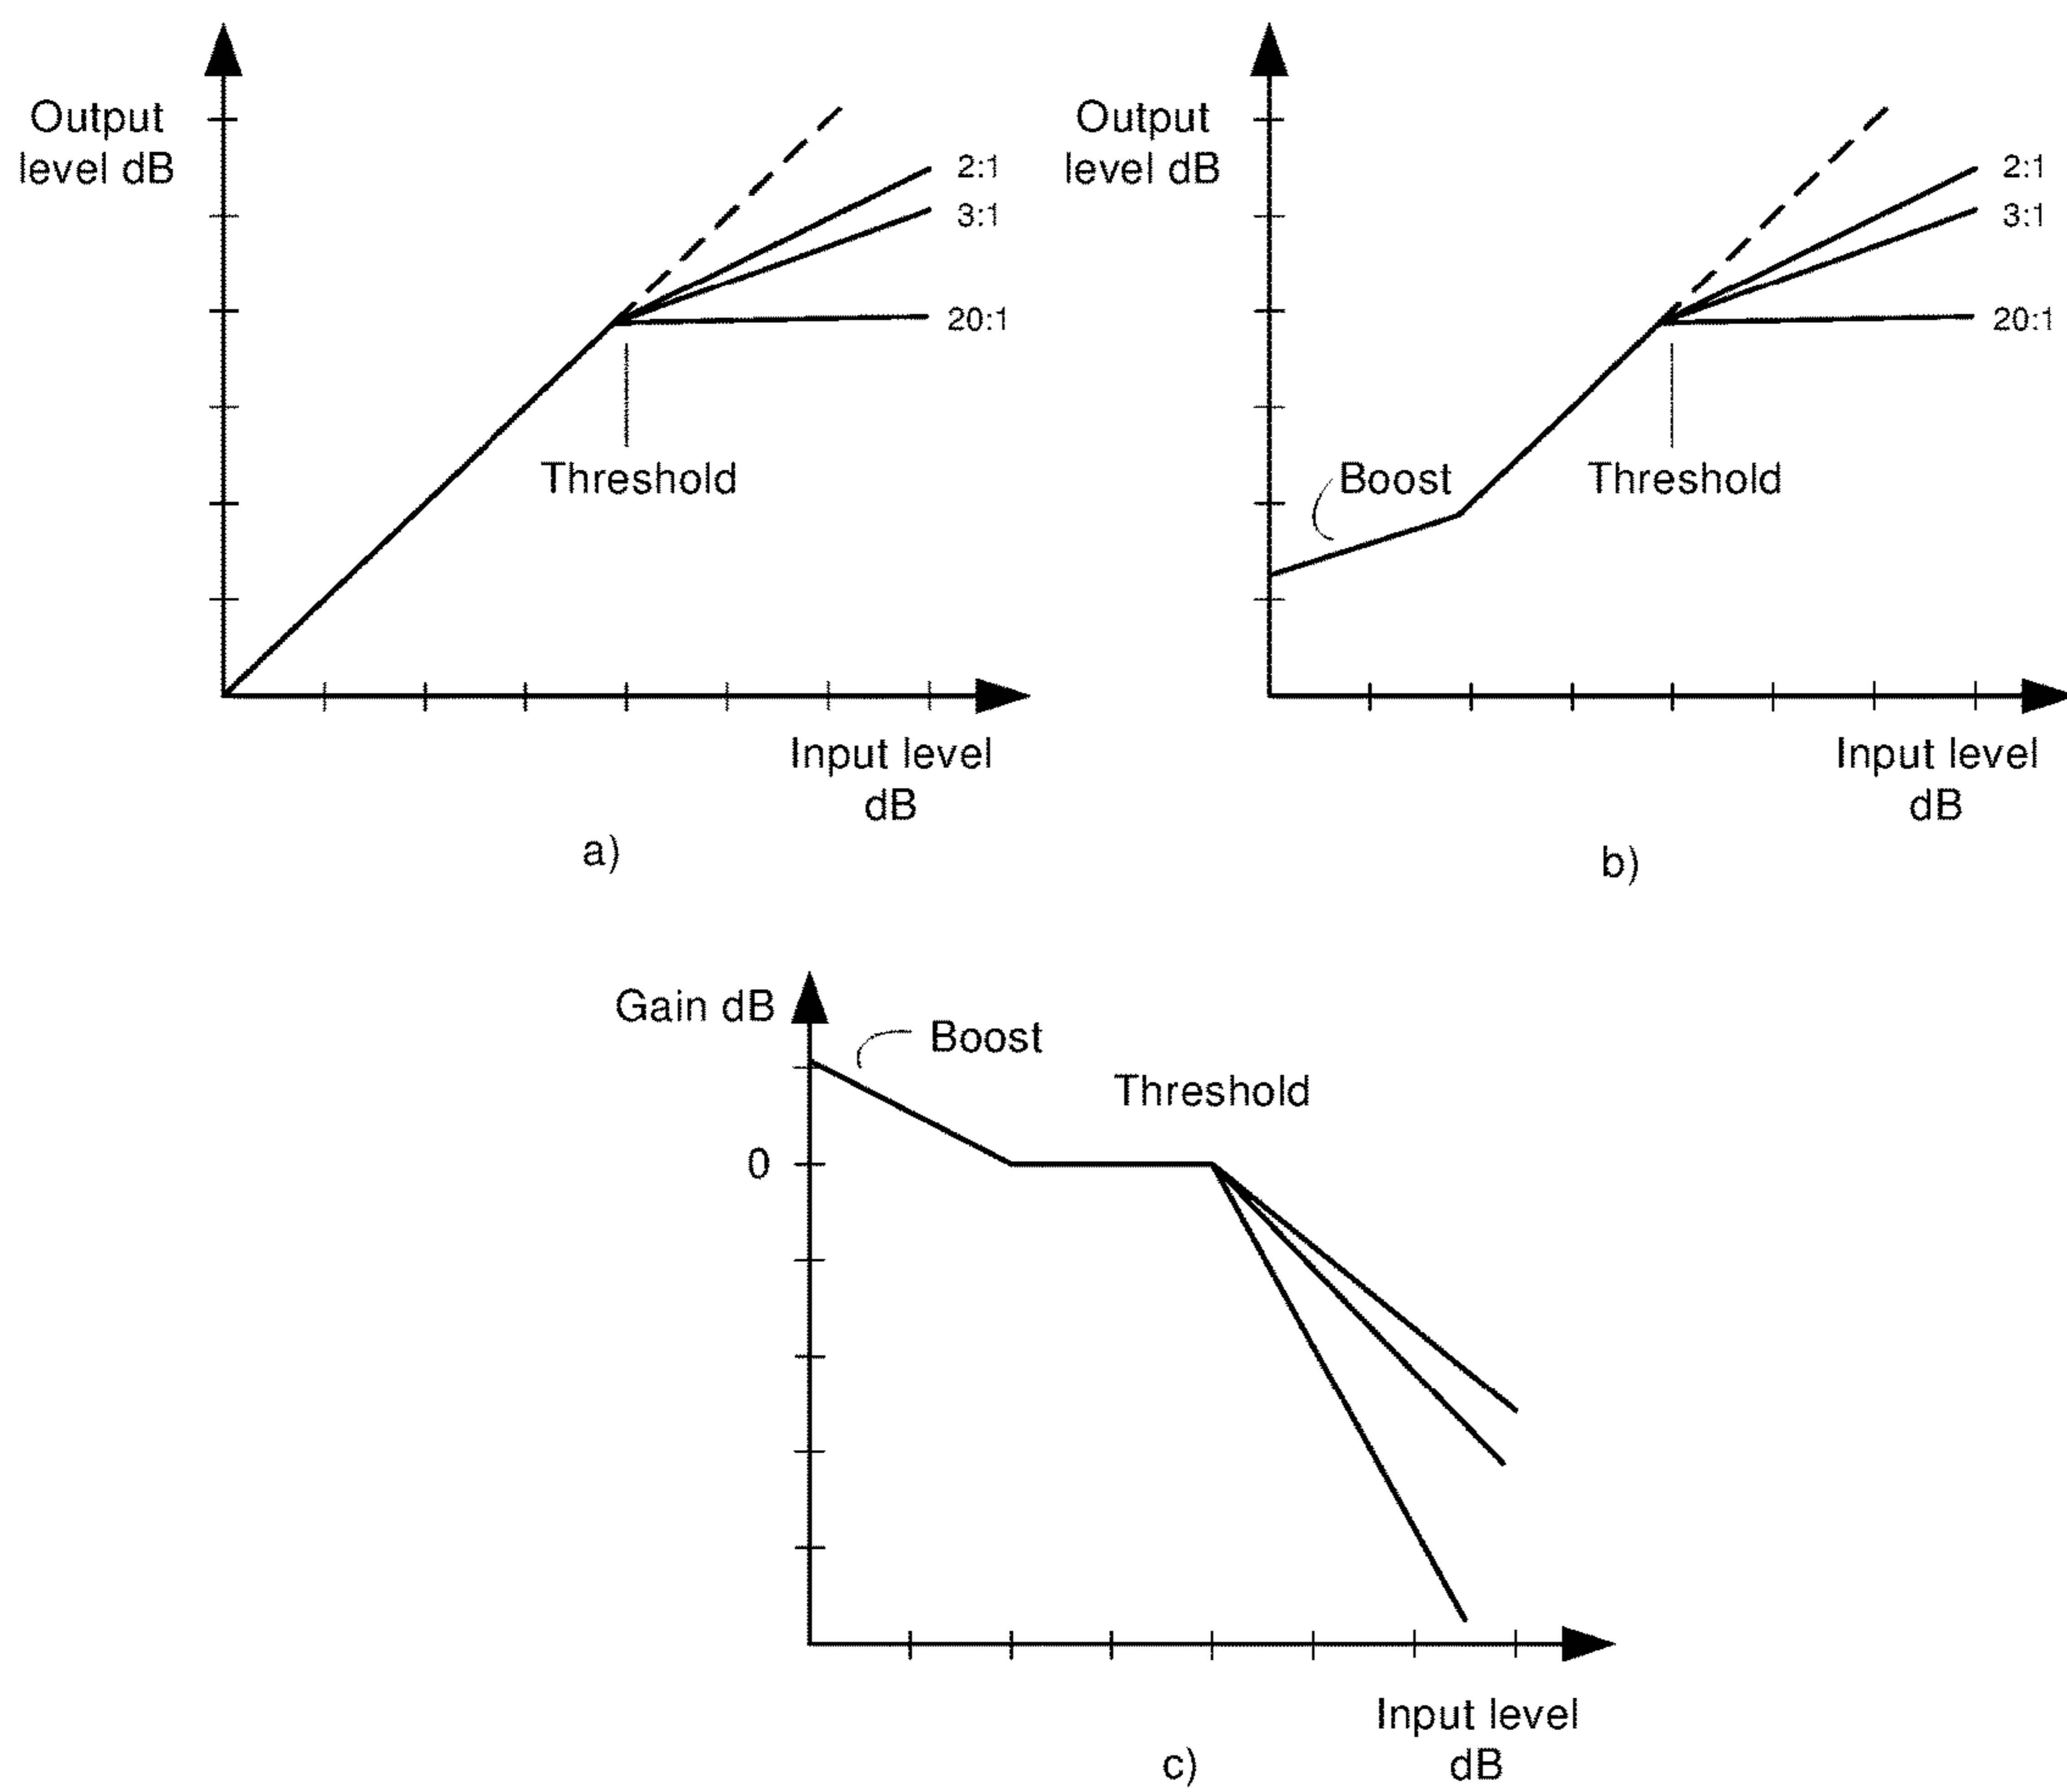 Output
level dB
2:1
3:1
20:1
Threshold
Input level
dB
a)
Output
level dB
2:1
3:1
20:1
Boost
Threshold
Input level
dB
b)
Gain dB
Boost
Threshold
0
Input level
dB
c)